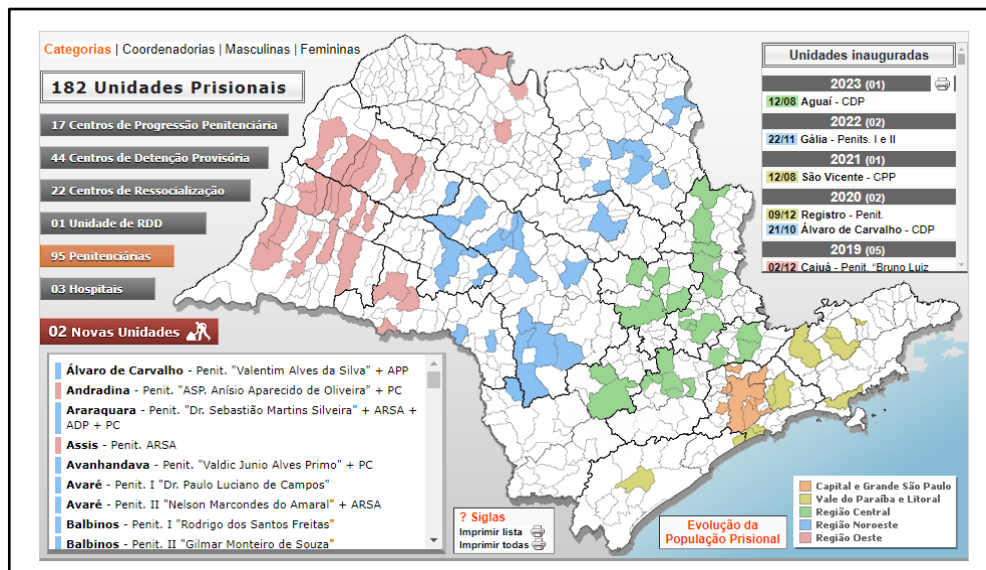 Categorias | Coordenadorias | Masculinas | Femininas
182 Unidades Prisionais
17 Centros de Progressão Penitenciária
44 Centros de Detenção Provisória
22 Centros de Ressocialização
01 Unidade de RDD
95 Penitenciárias
03 Hospitais
02 Novas Unidades
Álvaro de Carvalho - Penit. "Valentim Alves da Silva" + APP
Andradina - Penit. "ASP. Anísio Aparecido de Oliveira" + PC
Araraquara - Penit. "Dr. Sebastião Martins Silveira" + ARSA +
ADP + PC
Assis - Penit. ARSA
Avanhandava - Penit. "Valdic Junio Alves Primo" + PC
Avaré - Penit. I "Dr. Paulo Luciano de Campos"
Avaré - Penit. II "Nelson Marcondes do Amaral" + ARSA
Balbinos - Penit. I "Rodrigo dos Santos Freitas"
Balbinos - Penit. II "Gilmar Monteiro de Souza"
? Siglas
Imprimir lista
Imprimir todas
Evolução da
População Prisional
Unidades inauguradas
2023 (01)
12/08 Aguaí - CDP
2022 (02)
22/11 Gália - Penits. I e II
2021 (01)
12/08 São Vicente - CPP
2020 (02)
09/12 Registro - Penit.
21/10 Álvaro de Carvalho - CDP
2019 (05)
02/12 Caiuá - Penit. "Bruno Luiz
Capital e Grande São Paulo
Vale do Paraíba e Litoral
Região Central
Região Noroeste
Região Oeste